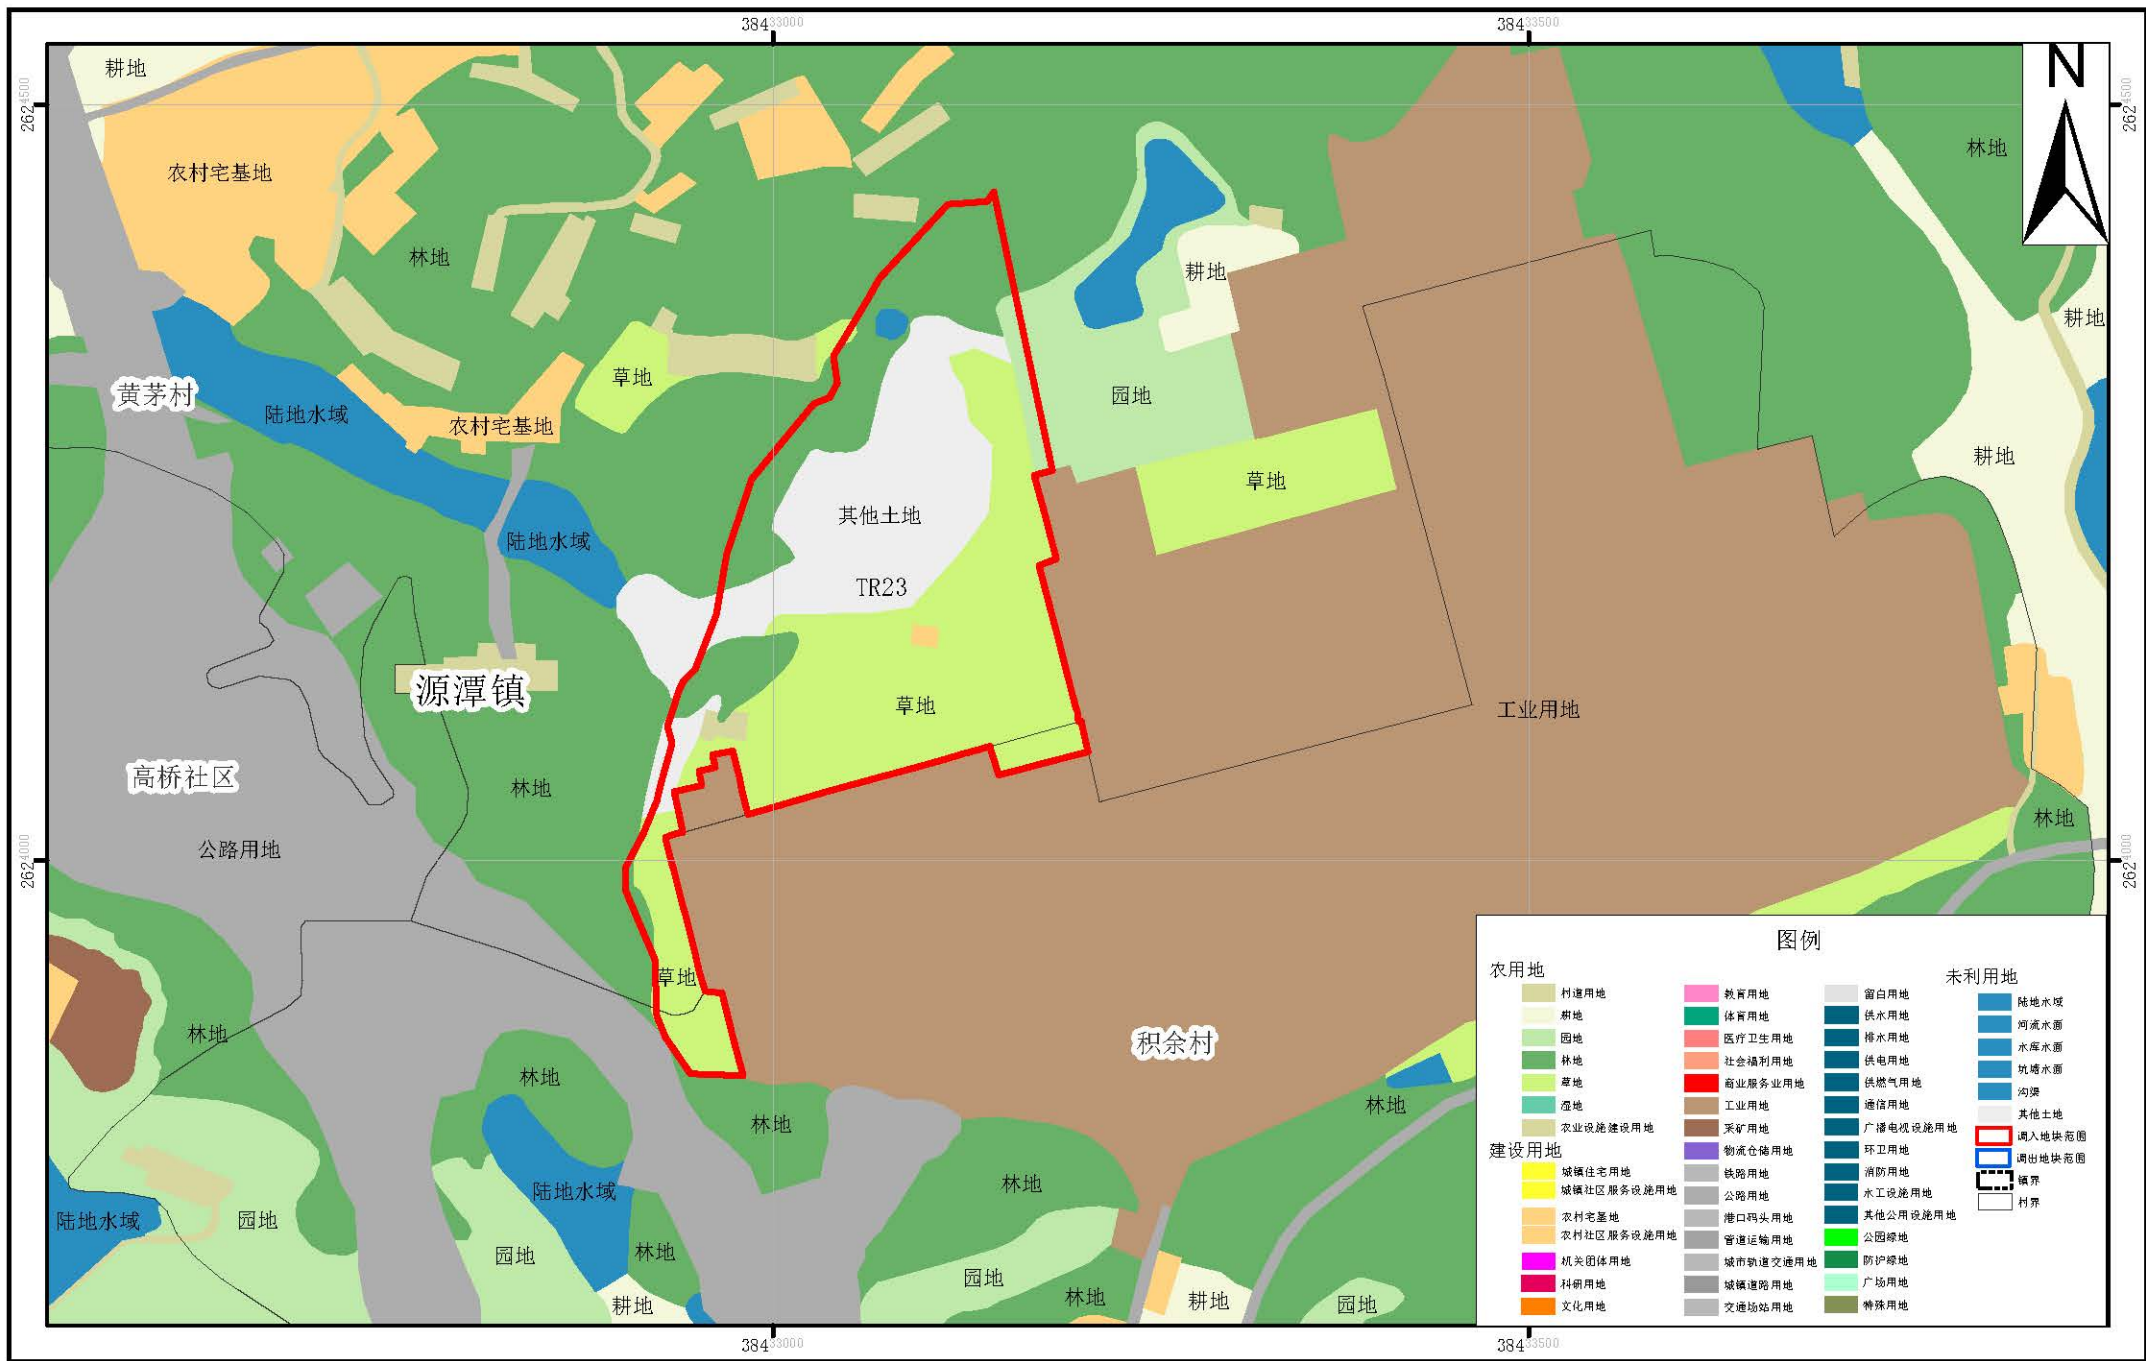 38433000
38433500
2624500
2624500
N
耕地
林地
农村宅基地
林地
耕地
耕地
草地
黄茅村
陆地水域
园地
农村宅基地
耕地
草地
其他土地
陆地水域
TR23
源潭镇
草地
工业用地
高桥社区
林地
林地
公路用地
2624000
2624000
草地
林地
积余村
林地
林地
林地
林地
陆地水域
陆地水域
园地
园地
林地
园地
林地
耕地
耕地
园地
图例
农用地
村道用地
耕地
园地
林地
草地
湿地
农业设施建设用地
建设用地
城镇住宅用地
城镇社区服务设施用地
农村宅基地
农村社区服务设施用地
机关团体用地
科研用地
文化用地
教育用地
体育用地
医疗卫生用地
社会福利用地
商业服务业用地
工业用地
采矿用地
物流仓储用地
铁路用地
公路用地
港口码头用地
管道运输用地
城市轨道交通用地
城镇道路用地
交通场站用地
留白用地
供水用地
排水用地
供电用地
供燃气用地
通信用地
广播电视设施用地
环卫用地
消防用地
水工设施用地
其他公用设施用地
公园绿地
防护绿地
广场用地
特殊用地
未利用地
陆地水域
河流水面
水库水面
坑塘水面
沟渠
其他土地
调入地块范围
调出地块范围
镇界
村界
38433000
38433500